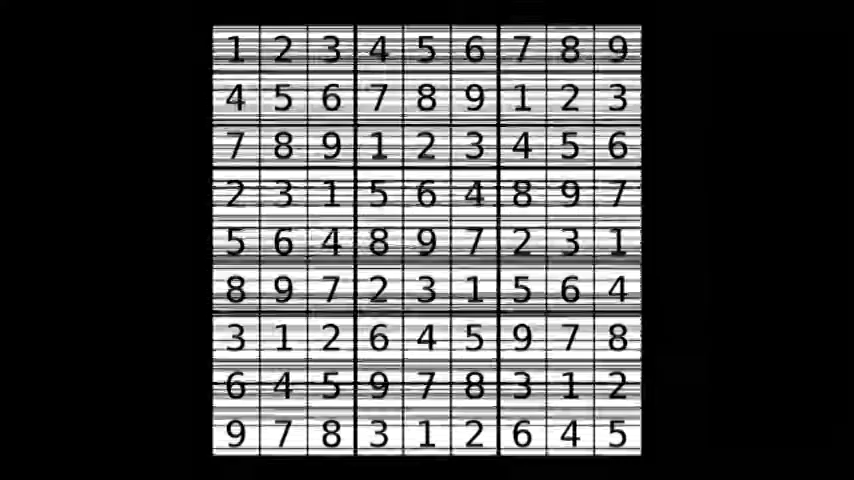 1 2 3 4 5 6 7 8 9
4 5 6 7 8 9 1 2 3
7 8 9 1 2 3 4 5 6
2 3 1 5 6 4 8 9 7
5 6 4 8 9 7 2 3 1
8 9 7 2 3 1 5 6 4
3 1 2 6 4 5 9 7 8
6 4 5 9 7 8 3 1 2
9 7 8 3 1 2 6 4 5